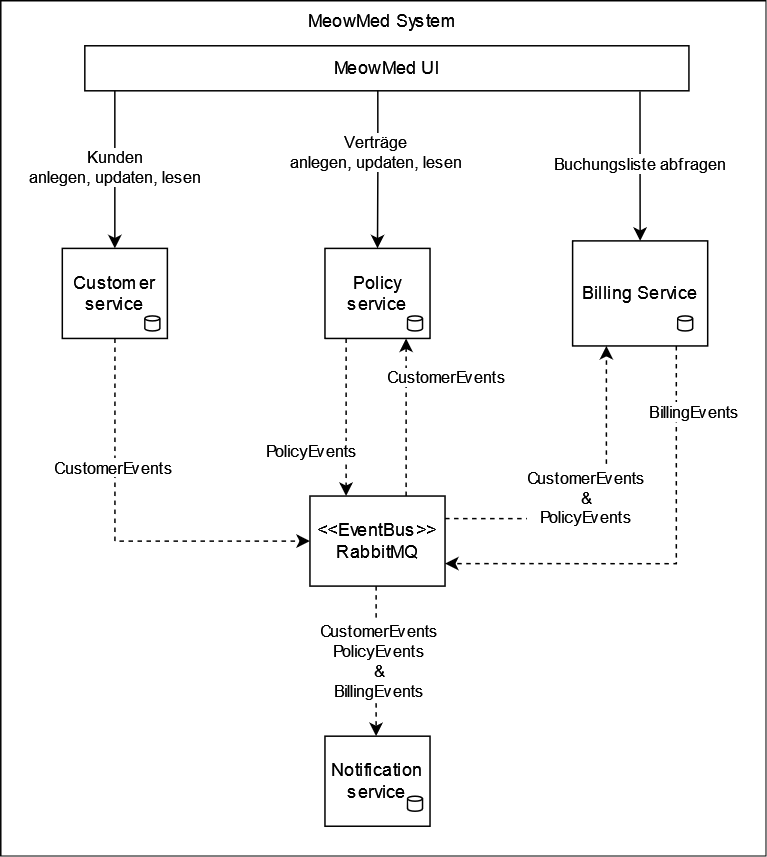 MeowMed System
MeowMed UI
Kunden
anlegen, updaten, lesen
Verträge
anlegen, updaten, lesen
Buchungsliste abfragen
Customer
service
Policy
service
Billing Service
CustomerEvents
BillingEvents
PolicyEvents
CustomerEvents
CustomerEvents
&
PolicyEvents
<<EventBus>>
RabbitMQ
CustomerEvents
PolicyEvents
&
BillingEvents
Notification
service